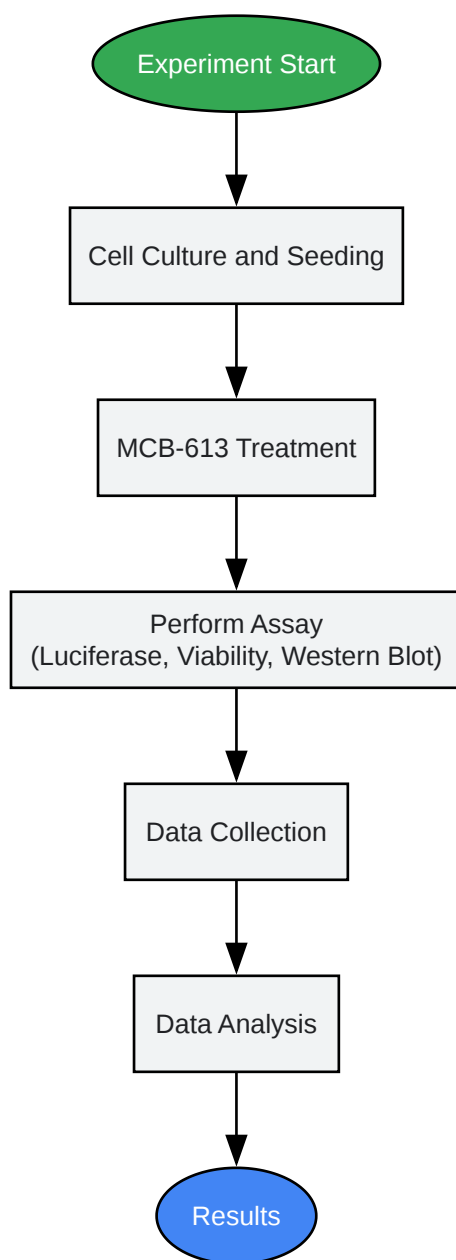 Experiment Start
Cell Culture and Seeding
MCB-613 Treatment
Perform Assay
(Luciferase, Viability, Western Blot)
Data Collection
Data Analysis
Results